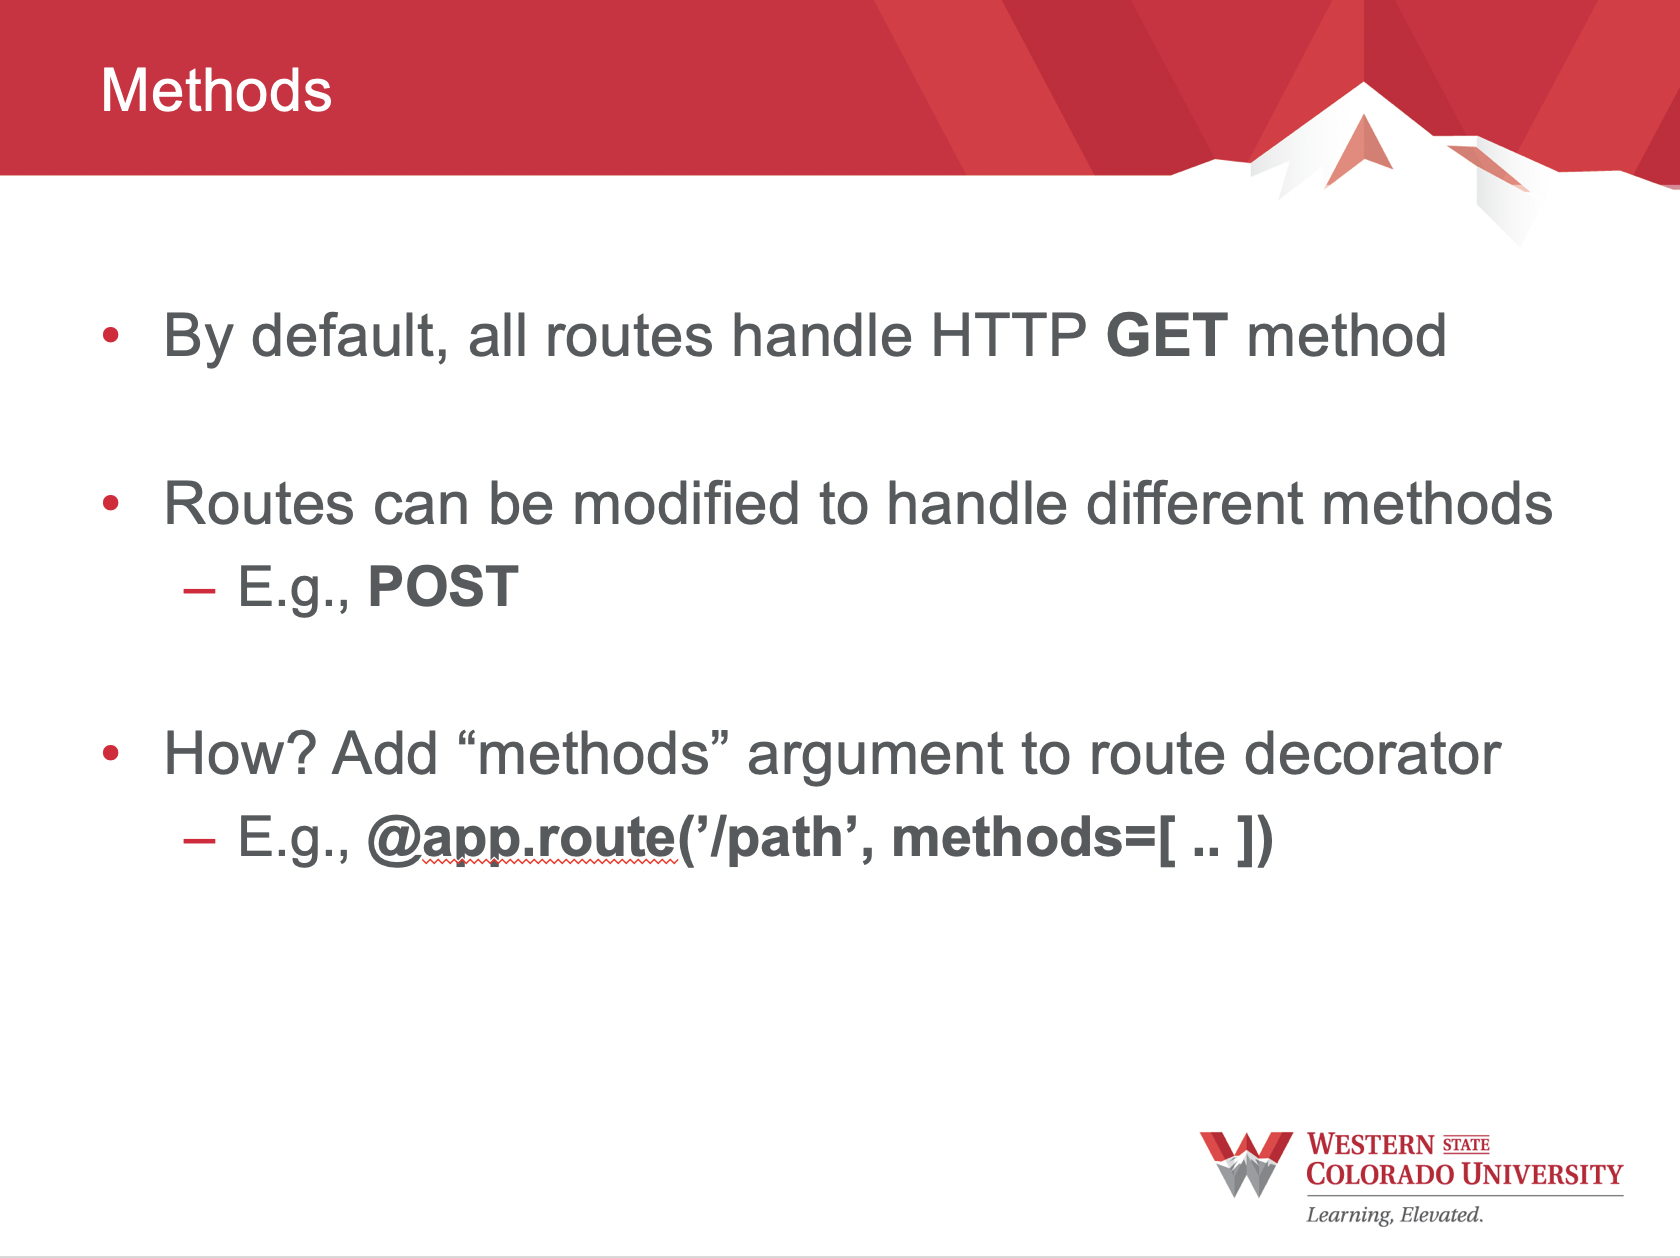 Methods
• By default, all routes handle HTTP GET method
• Routes can be modified to handle different methods
– E.g., POST
• How? Add “methods” argument to route decorator
– E.g., @app.route(’/path’, methods=[ .. ])
WESTERN STATE
COLORADO UNIVERSITY
Learning, Elevated.